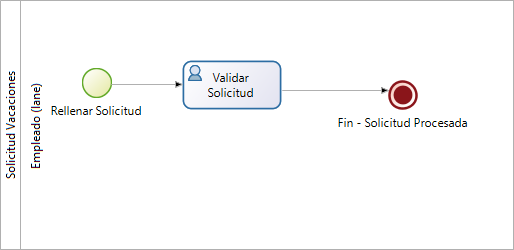 Solicitud Vacaciones
Empleado (lane)
Rellenar Solicitud
Validar
Solicitud
Fin - Solicitud Procesada